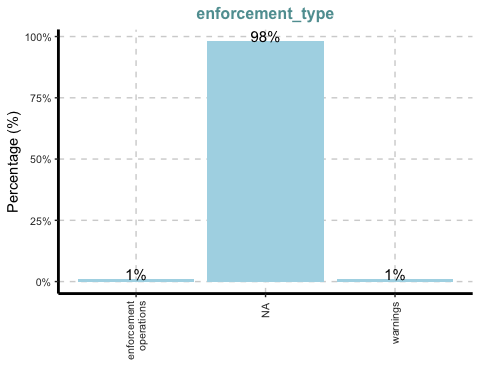 enforcement_type
Percentage (%)
100%
75%
50%
25%
0%
1%
98%
1%
enforcement
operations
NA
warnings